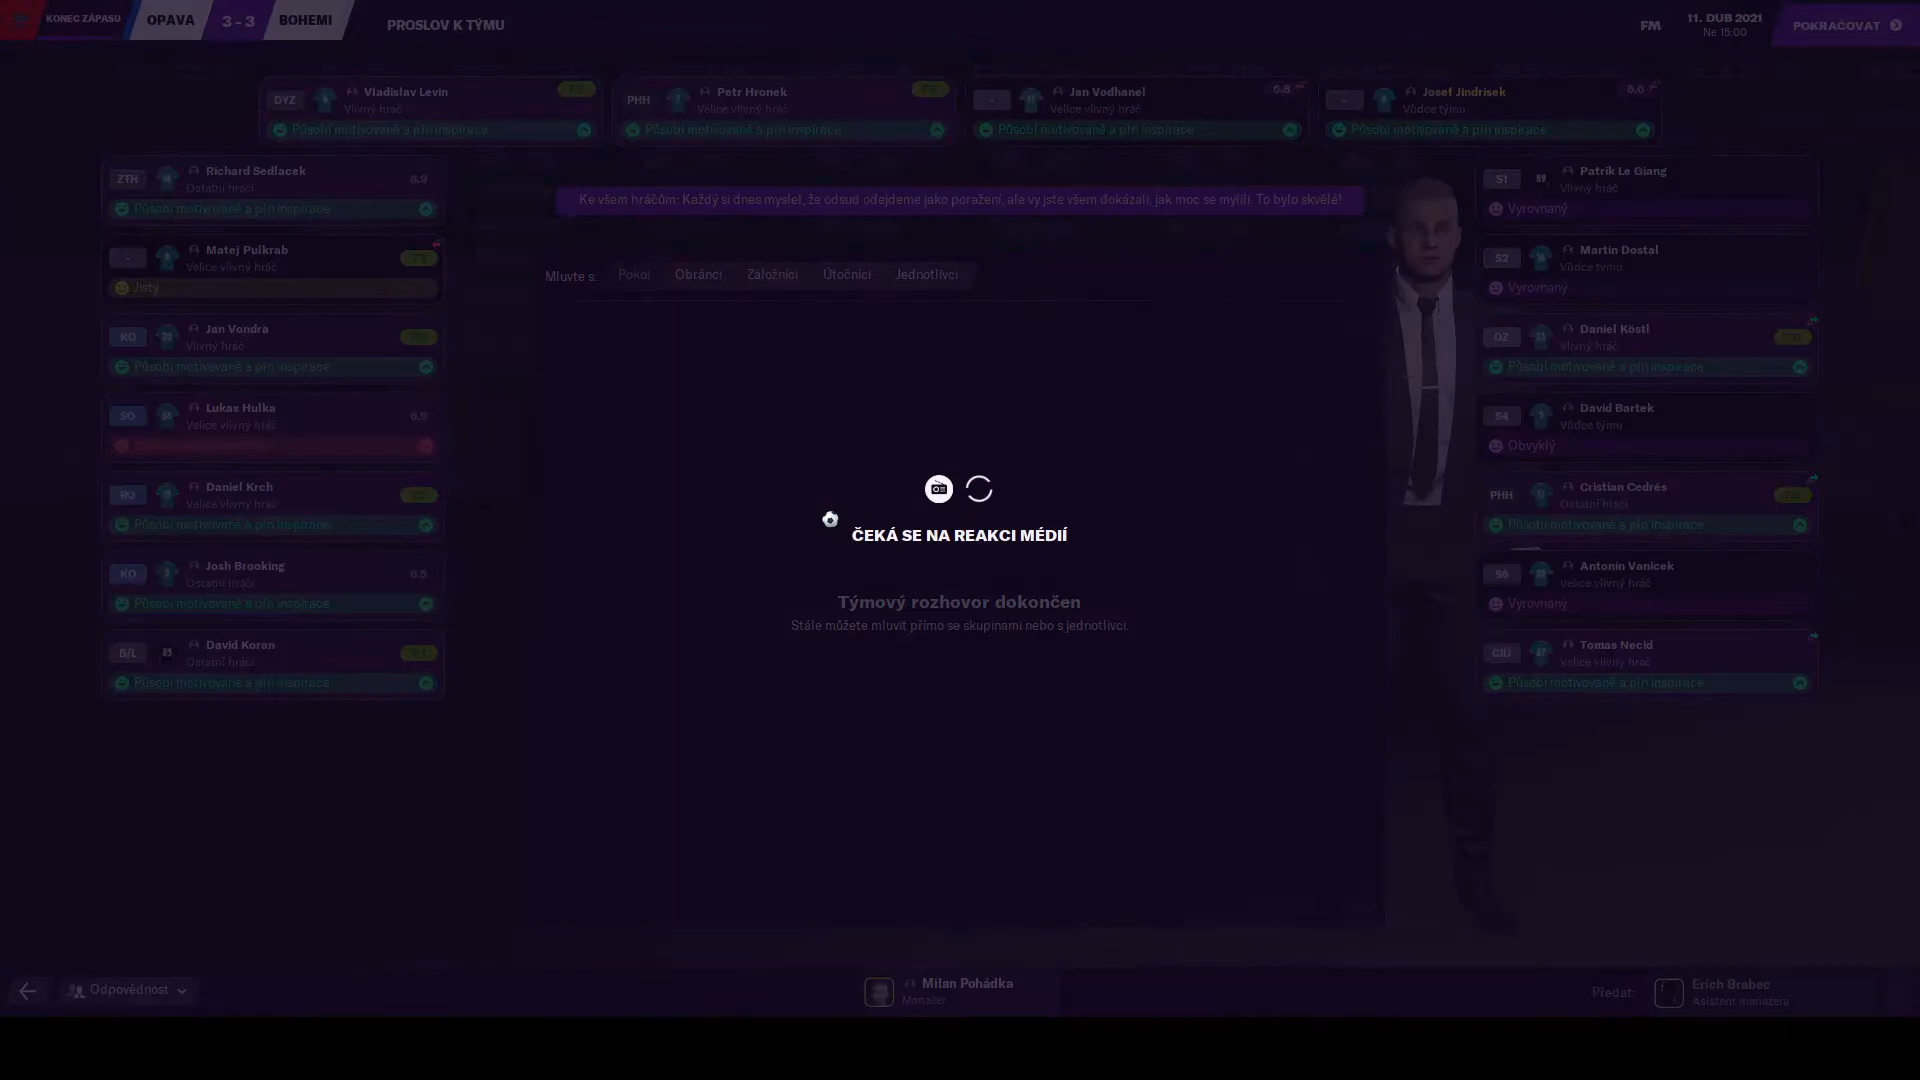 KONEC ZÁPASU
OPAVA
3 - 3
BOHEMI
PROSLOV K TÝMU
FM
11. DUB 2021
Ne 15:00
POKRAČOVAT
DYZ
Vladislav Levin
Vlivný hráč
Působí motivovaně a pln inspirace
PHH
Petr Hronek
Velice vlivný hráč
Působí motivovaně a pln inspirace
-
Jan Vodhanel
Velice vlivný hráč
6.8
Působí motivovaně a pln inspirace
-
Josef Jindrisek
Vůdce týmu
6.6
Působí motivovaně a pln inspirace
ZTH
Richard Sedlacek
Ostatní hráči
6.9
Působí motivovaně a pln inspirace
-
Matej Pulkrab
Velice vlivný hráč
Jistý
KO
Jan Vondra
Vlivný hráč
Působí motivovaně a pln inspirace
SO
Lukas Hulka
Velice vlivný hráč
6.9
RO
Daniel Krch
Velice vlivný hráč
Působí motivovaně a pln inspirace
KO
Josh Brooking
Ostatní hráči
6.5
Působí motivovaně a pln inspirace
B/L
David Koran
Ostatní hráči
Působí motivovaně a pln inspirace
Ke všem hráčům: Každý si dnes myslel, že odsud odejdeme jako poražení, ale vy jste všem dokázali, jak moc se mýlili. To bylo skvělé!
Mluvte s:
Pokoj
Obránci
Záložníci
Útočníci
Jednotlivci
ČEKÁ SE NA REAKCI MÉDIÍ
Týmový rozhovor dokončen
Stále můžete mluvit přímo se skupinami nebo s jednotlivci.
S1
Patrik Le Giang
Vlivný hráč
Vyrovnaný
S2
Martin Dostal
Vůdce týmu
Vyrovnaný
OZ
Daniel Köstl
Vlivný hráč
Působí motivovaně a pln inspirace
S4
David Bartek
Vůdce týmu
Obvyklý
PHH
Cristian Cedrés
Ostatní hráči
Působí motivovaně a pln inspirace
S6
Antonin Vanicek
Velice vlivný hráč
Vyrovnaný
Tomas Necid
Velice vlivný hráč
Působí motivovaně a pln inspirace
Odpovědnost
Milan Pohádka
Manažer
Předat:
Erich Brabec
Asistent manažera